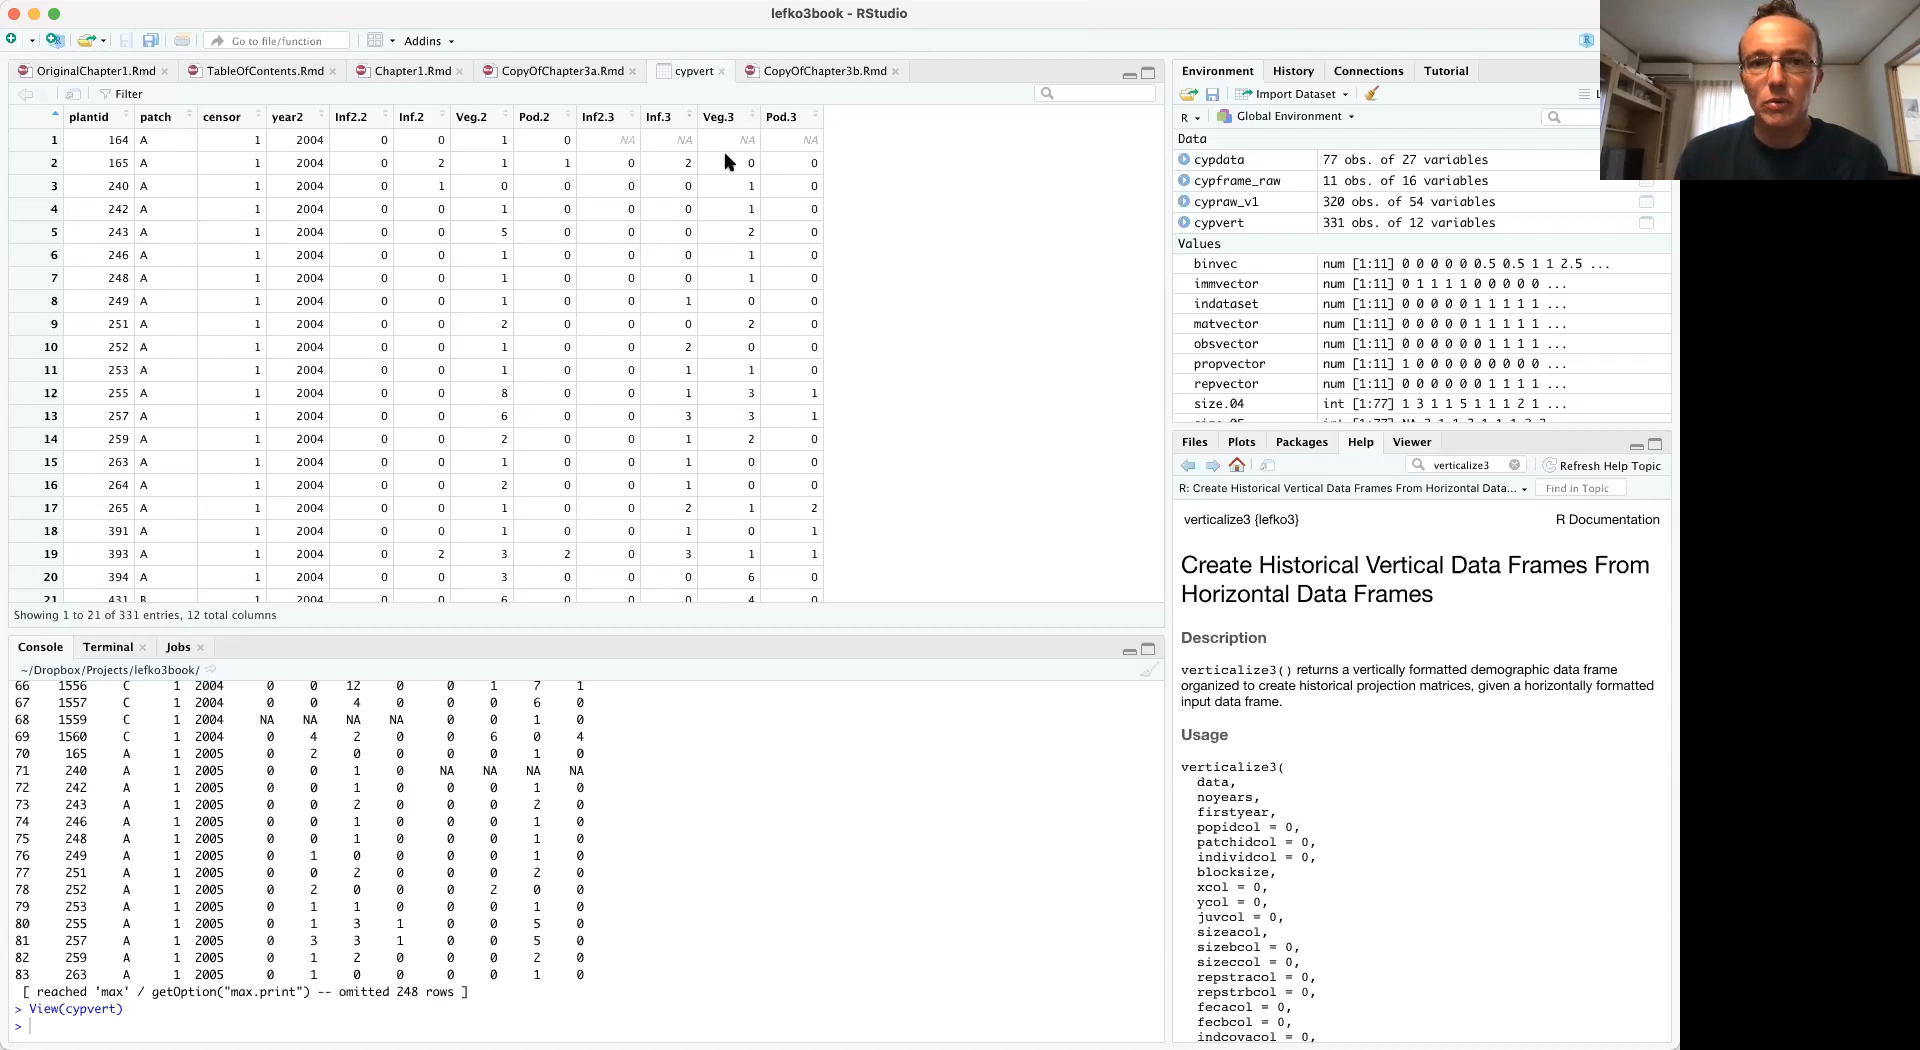 lefko3book - RStudio
Go to file/function
Addins
OriginalChapter1.Rmd
TableOfContents.Rmd
Chapter1.Rmd
CopyOfChapter3a.Rmd
cypvert
CopyOfChapter3b.Rmd
Filter
plantid patch censor year2 Inf2.2 Inf.2 Veg.2 Pod.2 Inf2.3 Inf.3 Veg.3 Pod.3
1 164 A 1 2004 0 0 1 0 NA NA NA NA
2 165 A 1 2004 0 2 1 1 0 2 0 0
3 240 A 1 2004 0 1 0 0 0 0 1 0
4 242 A 1 2004 0 0 1 0 0 0 1 0
5 243 A 1 2004 0 0 5 0 0 0 2 0
6 246 A 1 2004 0 0 1 0 0 0 1 0
7 248 A 1 2004 0 0 1 0 0 0 1 0
8 249 A 1 2004 0 0 1 0 0 1 0 0
9 251 A 1 2004 0 0 2 0 0 0 2 0
10 252 A 1 2004 0 0 1 0 0 2 0 0
11 253 A 1 2004 0 0 1 0 0 1 1 0
12 255 A 1 2004 0 0 8 0 0 1 3 1
13 257 A 1 2004 0 0 6 0 0 3 3 1
14 259 A 1 2004 0 0 2 0 0 1 2 0
15 263 A 1 2004 0 0 1 0 0 1 0 0
16 264 A 1 2004 0 0 2 0 0 1 0 0
17 265 A 1 2004 0 0 1 0 0 2 1 2
18 391 A 1 2004 0 0 1 0 0 1 0 1
19 393 A 1 2004 0 2 3 2 0 3 1 1
20 394 A 1 2004 0 0 3 0 0 0 6 0
21 431 B 1 2004 0 0 6 0 0 0 4 0
Showing 1 to 21 of 331 entries, 12 total columns
Console Terminal Jobs
~/Dropbox/Projects/lefko3book/
66 1556 C 1 2004 0 0 12 0 0 1 7 1
67 1557 C 1 2004 0 0 4 0 0 0 6 0
68 1559 C 1 2004 NA NA NA NA 0 0 1 0
69 1560 C 1 2004 0 4 2 0 0 6 0 4
70 165 A 1 2005 0 2 0 0 0 0 1 0
71 240 A 1 2005 0 0 1 0 NA NA NA NA
72 242 A 1 2005 0 0 1 0 0 0 1 0
73 243 A 1 2005 0 0 2 0 0 0 2 0
74 246 A 1 2005 0 0 1 0 0 0 1 0
75 248 A 1 2005 0 0 1 0 0 0 1 0
76 249 A 1 2005 0 1 0 0 0 0 1 0
77 251 A 1 2005 0 0 2 0 0 0 2 0
78 252 A 1 2005 0 2 0 0 0 2 0 0
79 253 A 1 2005 0 1 1 0 0 0 1 0
80 255 A 1 2005 0 1 3 1 0 0 5 0
81 257 A 1 2005 0 3 3 1 0 0 5 0
82 259 A 1 2005 0 1 2 0 0 0 2 0
83 263 A 1 2005 0 1 0 0 0 0 1 0
[ reached 'max' / getOption("max.print") -- omitted 248 rows ]
> View(cypvert)
>
Environment History Connections Tutorial
Import Dataset
R Global Environment
Data
cypdata 77 obs. of 27 variables
cypframe_raw 11 obs. of 16 variables
cypraw_v1 320 obs. of 54 variables
cypvert 331 obs. of 12 variables
Values
binvec num [1:11] 0 0 0 0 0 0.5 0.5 1 1 2.5 ...
immvector num [1:11] 0 1 1 1 1 0 0 0 0 0 ...
indataset num [1:11] 0 0 0 0 0 1 1 1 1 1 ...
matvector num [1:11] 0 0 0 0 0 1 1 1 1 1 ...
obsvector num [1:11] 0 0 0 0 0 0 1 1 1 1 ...
propvector num [1:11] 1 0 0 0 0 0 0 0 0 0 ...
repvector num [1:11] 0 0 0 0 0 0 1 1 1 1 ...
size.04 int [1:77] 1 3 1 1 5 1 1 1 2 1 ...
Files Plots Packages Help Viewer
verticalize3
Refresh Help Topic
R: Create Historical Vertical Data Frames From Horizontal Data...
Find in Topic
verticalize3 {lefko3} R Documentation
Create Historical Vertical Data Frames From
Horizontal Data Frames
Description
verticalize3() returns a vertically formatted demographic data frame
organized to create historical projection matrices, given a horizontally formatted
input data frame.
Usage
verticalize3(
data,
noyears,
firstyear,
popidcol = 0,
patchidcol = 0,
individcol = 0,
blocksize,
xcol = 0,
ycol = 0,
juvcol = 0,
sizeacol,
sizebcol = 0,
sizeccol = 0,
repstracol = 0,
repstrbcol = 0,
fecacol = 0,
fecbcol = 0,
indcovacol = 0,